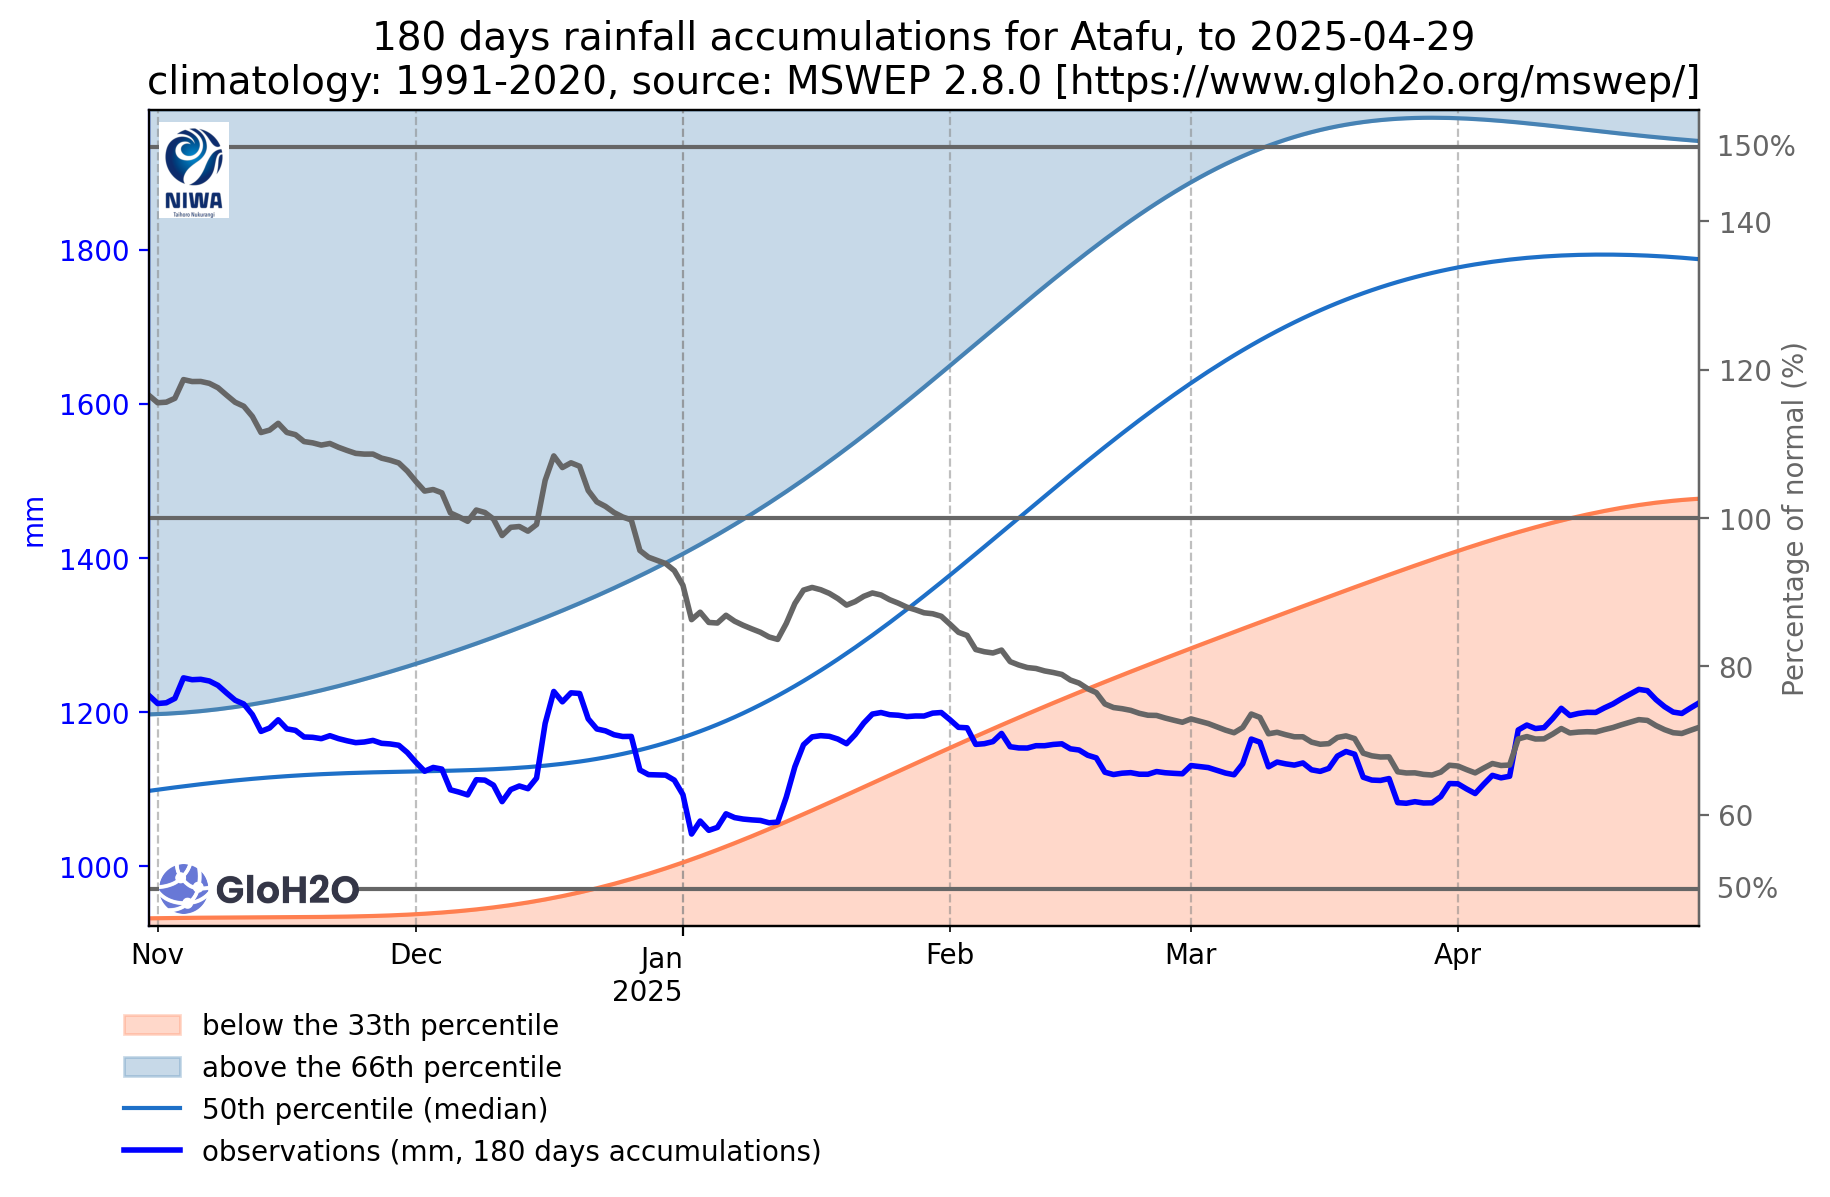 180 days rainfall accumulations for Atafu, to 2025-04-29
climatology: 1991-2020, source: MSWEP 2.8.0 [https://www.gloh2o.org/mswep/]
NIWA
Taihoro Nukurangi
mm
1800
1600
1400
1200
1000
150%
140
120
100
80
60
50%
Percentage of normal (%)
GloH2O
Nov
Dec
Jan
2025
Feb
Mar
Apr
below the 33th percentile
above the 66th percentile
50th percentile (median)
observations (mm, 180 days accumulations)